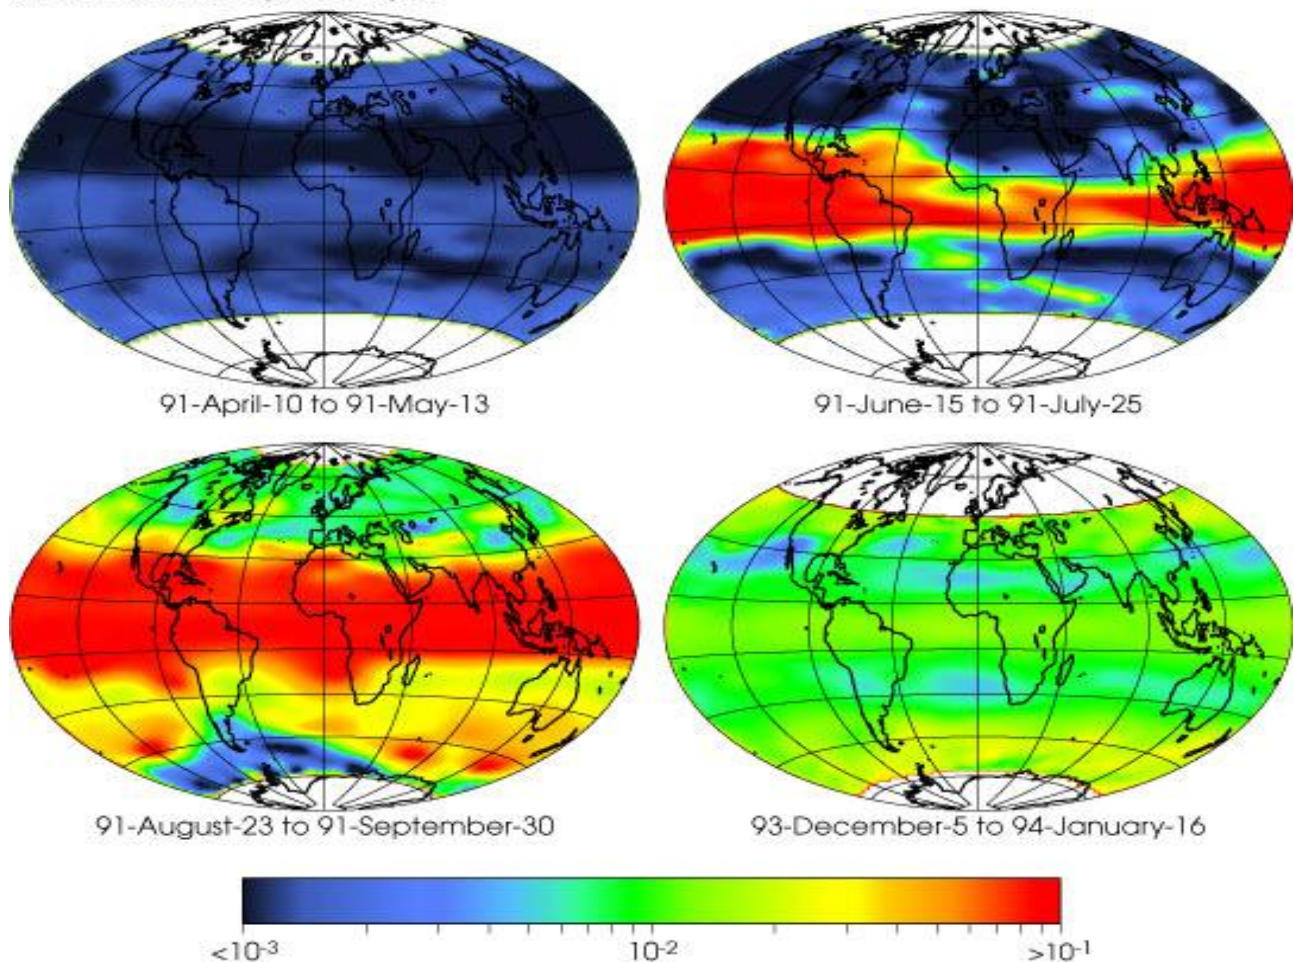 91-April-10 to 91-May-13
91-June-15 to 91-July-25
91-August-23 to 91-September-30
93-December-5 to 94-January-16
<10-3
10-2
>10-1